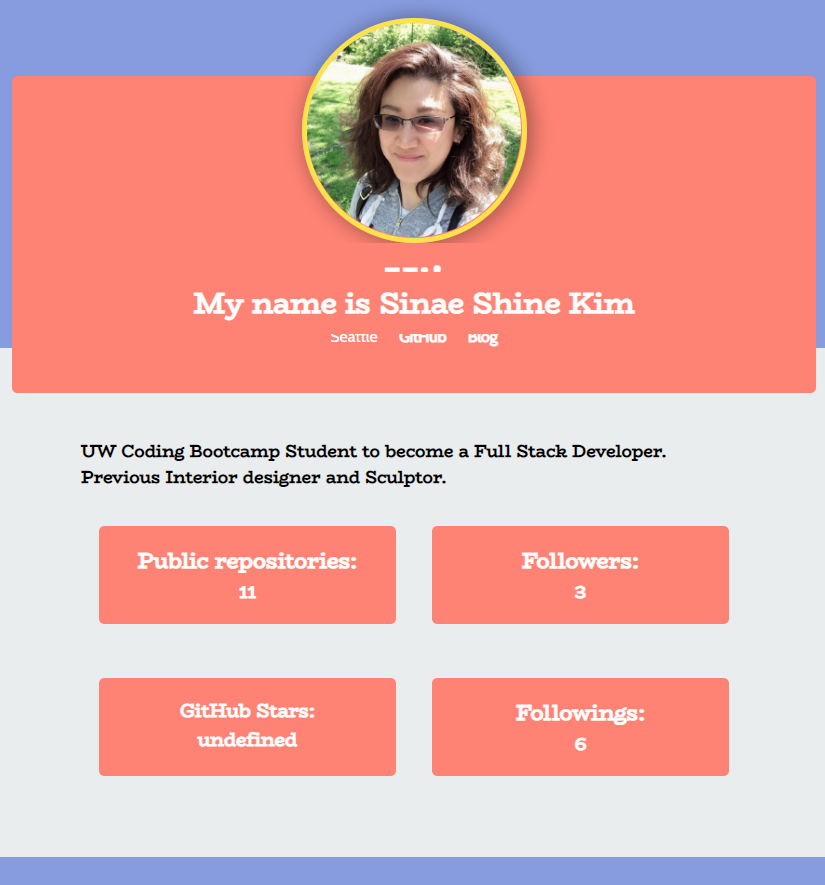 My name is Sinae Shine Kim
Seattle GitHub Blog
UW Coding Bootcamp Student to become a Full Stack Developer.
Previous Interior designer and Sculptor.
Public repositories:
11
Followers:
3
GitHub Stars:
undefined
Followings:
6